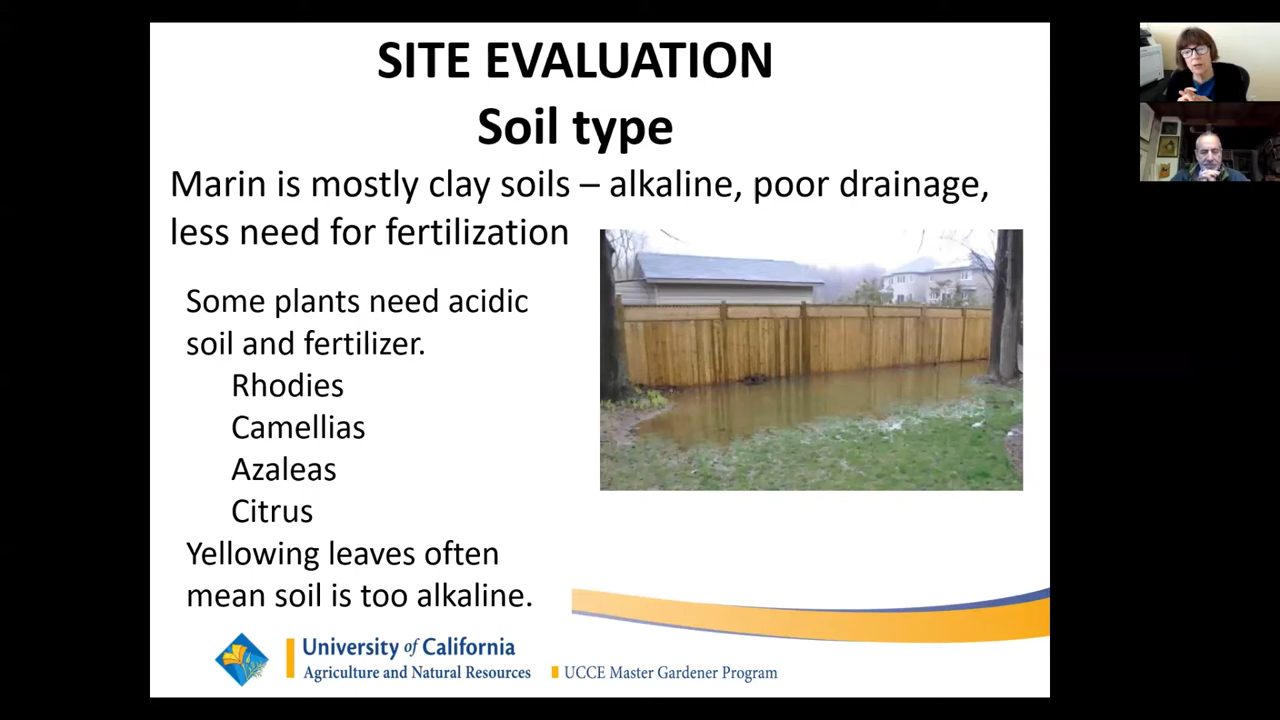 SITE EVALUATION
Soil type
Marin is mostly clay soils – alkaline, poor drainage,
less need for fertilization
Some plants need acidic
soil and fertilizer.
Rhodies
Camellias
Azaleas
Citrus
Yellowing leaves often
mean soil is too alkaline.
University of California
Agriculture and Natural Resources
UCCE Master Gardener Program